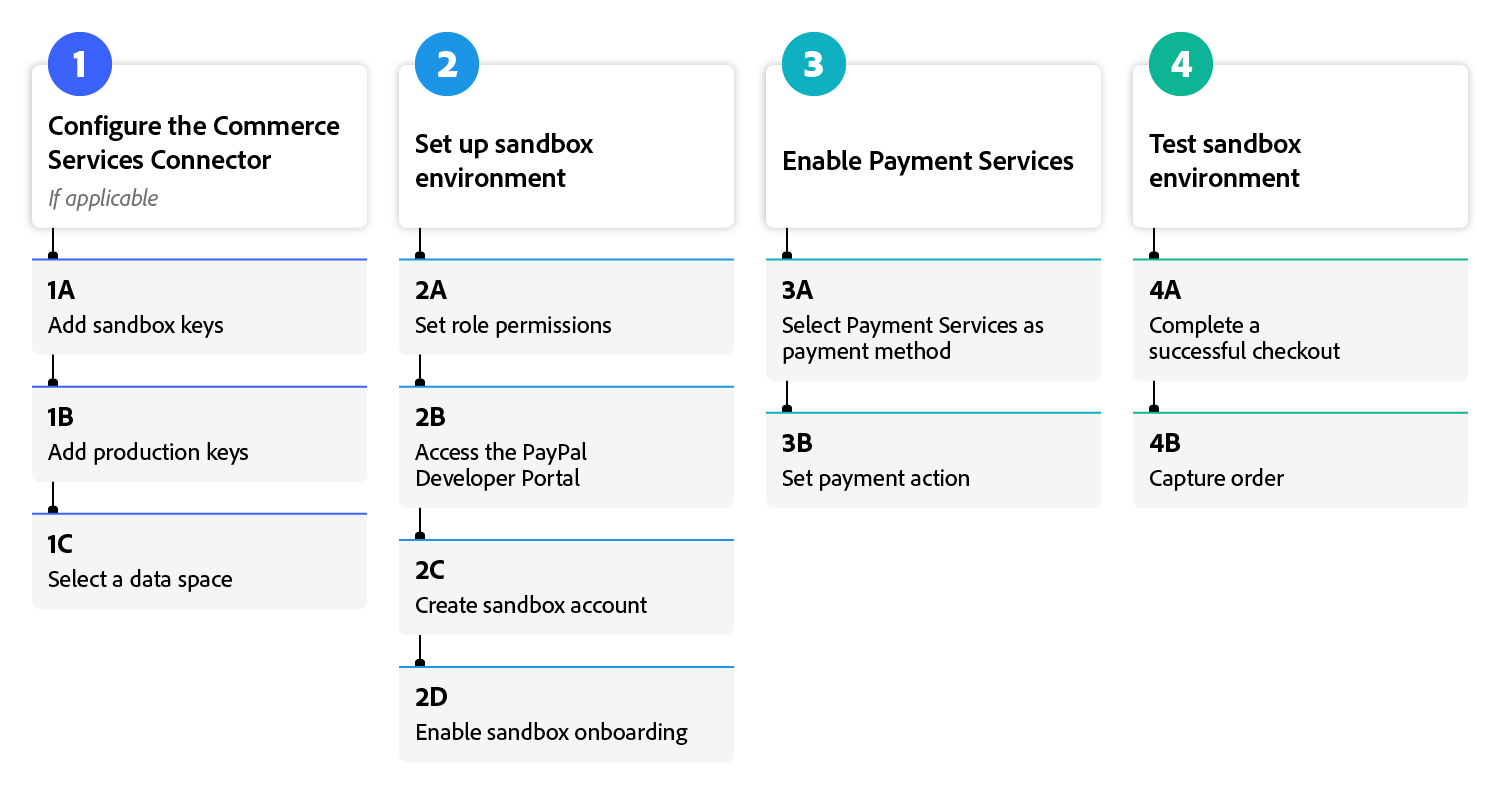 1
Configure the Commerce
Services Connector
If applicable
1A
Add sandbox keys
1B
Add production keys
1C
Select a data space
2
Set up sandbox
environment
2A
Set role permissions
2B
Access the PayPal
Developer Portal
2C
Create sandbox account
2D
Enable sandbox onboarding
3
Enable Payment Services
3A
Select Payment Services as
payment method
3B
Set payment action
4
Test sandbox
environment
4A
Complete a
successful checkout
4B
Capture order